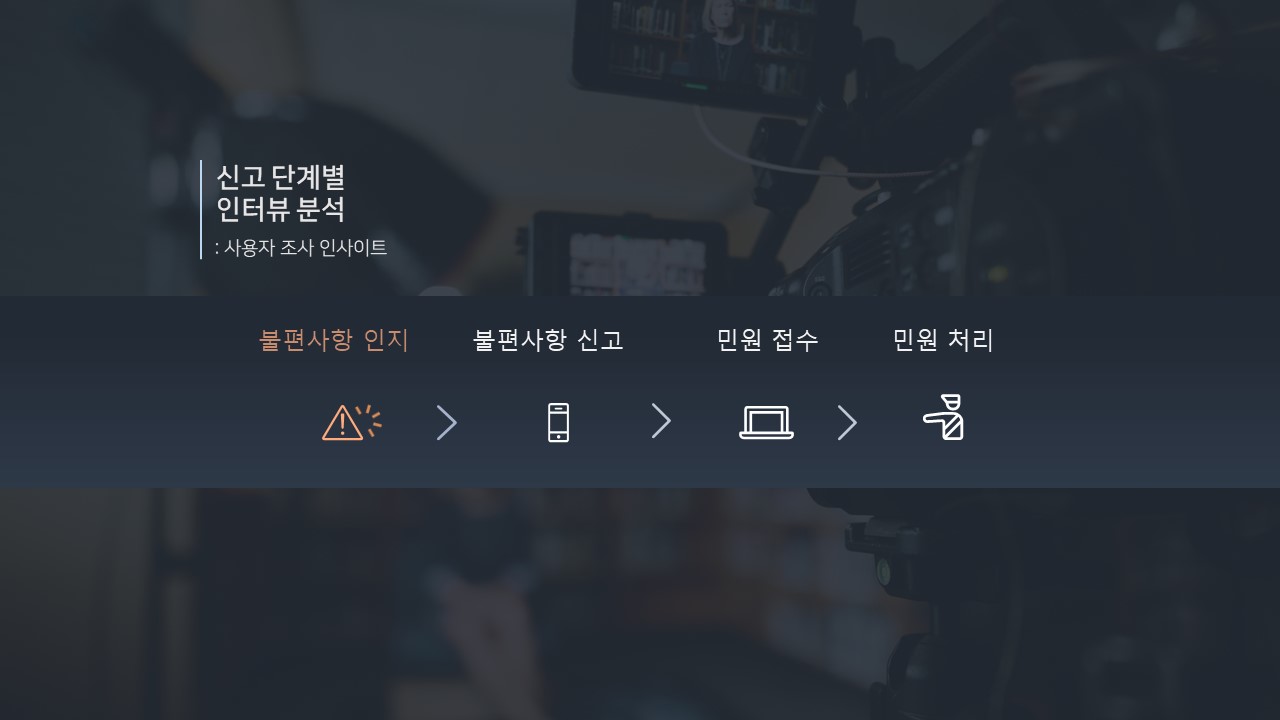 신고 단계별
인터뷰 분석
: 사용자 조사 인사이트
불편사항 인지
불편사항 신고
민원 접수
민원 처리